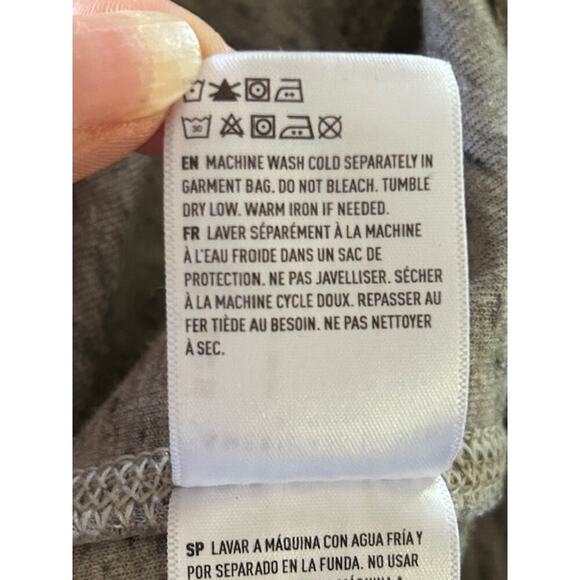 30
EN MACHINE WASH COLD SEPARATELY IN
GARMENT BAG. DO NOT BLEACH. TUMBLE
DRY LOW. WARM IRON IF NEEDED.
FR LAVER SÉPARÉMENT À LA MACHINE
À L'EAU FROIDE DANS UN SAC DE
PROTECTION. NE PAS JAVELLISER. SÉCHER
À LA MACHINE CYCLE DOUX. REPASSER AU
FER TIÈDE AU BESOIN. NE PAS NETTOYER
À SEC.
SP LAVAR A MÁQUINA CON AGUA FRÍA Y
POR SEPARADO EN LA FUNDA. NO USAR
MÁQUINA A